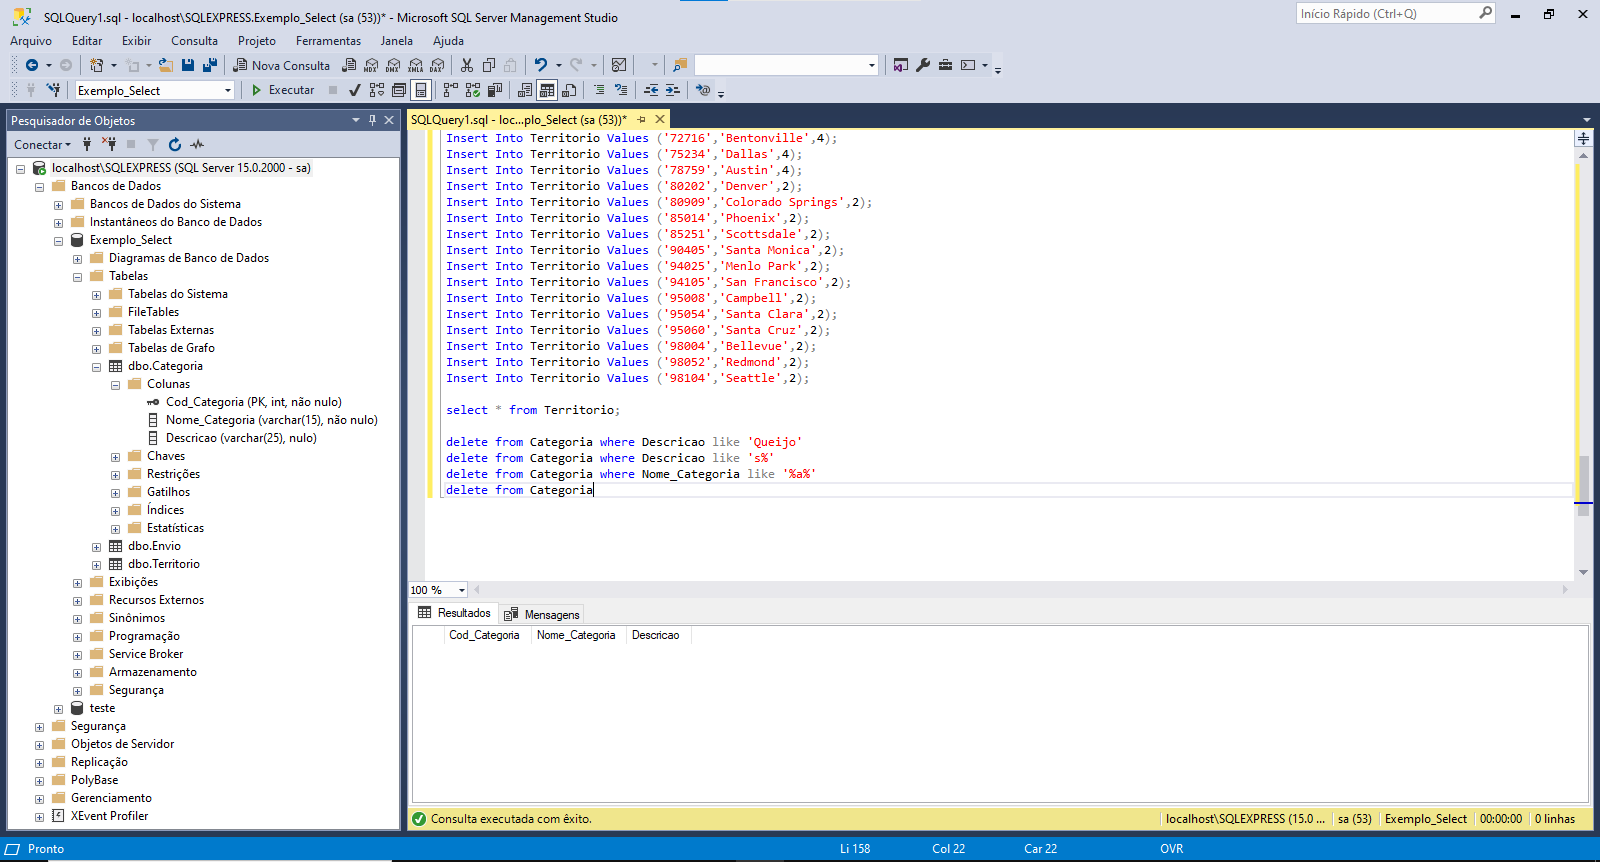 SQLQuery1.sql - localhost\SQLEXPRESS.Exemplo_Select (sa (53))* - Microsoft SQL Server Management Studio
Início Rápido (Ctrl+Q)
Arquivo Editar Exibir Consulta Projeto Ferramentas Janela Ajuda
Nova Consulta MDX DMX XMLA DAX
Exemplo_Select Executar
Pesquisador de Objetos
Conectar
localhost\SQLEXPRESS (SQL Server 15.0.2000 - sa)
Bancos de Dados
Bancos de Dados do Sistema
Instantâneos do Banco de Dados
Exemplo_Select
Diagramas de Banco de Dados
Tabelas
Tabelas do Sistema
FileTables
Tabelas Externas
Tabelas de Grafo
dbo.Categoria
Colunas
Cod_Categoria (PK, int, não nulo)
Nome_Categoria (varchar(15), não nulo)
Descricao (varchar(25), nulo)
Chaves
Restrições
Gatilhos
Índices
Estatísticas
dbo.Envio
dbo.Territorio
Exibições
Recursos Externos
Sinônimos
Programação
Service Broker
Armazenamento
Segurança
teste
Segurança
Objetos de Servidor
Replicação
PolyBase
Gerenciamento
XEvent Profiler
SQLQuery1.sql - loc...plo_Select (sa (53))*
Insert Into Territorio Values ('72716','Bentonville',4);
Insert Into Territorio Values ('75234','Dallas',4);
Insert Into Territorio Values ('78759','Austin',4);
Insert Into Territorio Values ('80202','Denver',2);
Insert Into Territorio Values ('80909','Colorado Springs',2);
Insert Into Territorio Values ('85014','Phoenix',2);
Insert Into Territorio Values ('85251','Scottsdale',2);
Insert Into Territorio Values ('90405','Santa Monica',2);
Insert Into Territorio Values ('94025','Menlo Park',2);
Insert Into Territorio Values ('94105','San Francisco',2);
Insert Into Territorio Values ('95008','Campbell',2);
Insert Into Territorio Values ('95054','Santa Clara',2);
Insert Into Territorio Values ('95060','Santa Cruz',2);
Insert Into Territorio Values ('98004','Bellevue',2);
Insert Into Territorio Values ('98052','Redmond',2);
Insert Into Territorio Values ('98104','Seattle',2);
select * from Territorio;
delete from Categoria where Descricao like 'Queijo'
delete from Categoria where Descricao like 's%'
delete from Categoria where Nome_Categoria like '%a%'
delete from Categoria
100 %
Resultados Mensagens
Cod_Categoria Nome_Categoria Descricao
Consulta executada com êxito.
localhost\SQLEXPRESS (15.0 ... sa (53) Exemplo_Select 00:00:00 0 linhas
Pronto Li 158 Col 22 Car 22 OVR